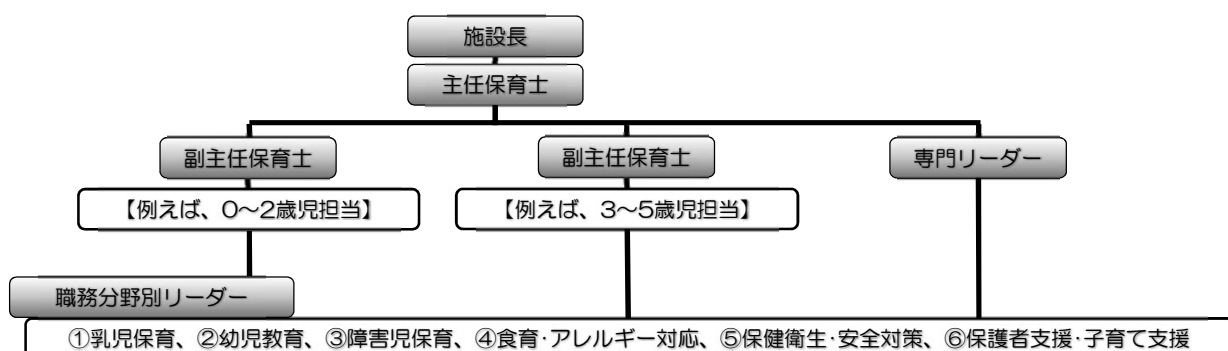 施設長
主任保育士
副主任保育士
副主任保育士
専門リーダー
【例えば、0～2歳児担当】
【例えば、3～5歳児担当】
職務分野別リーダー
①乳児保育、②幼児教育、③障害児保育、④食育･アレルギー対応、⑤保健衛生･安全対策、⑥保護者支援･子育て支援